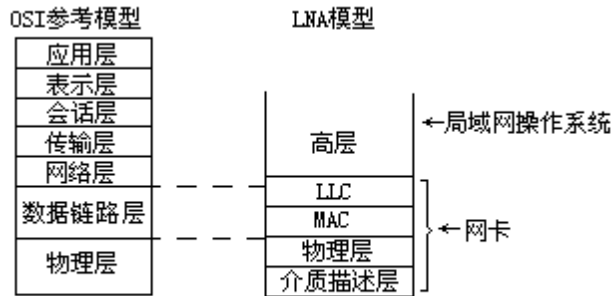 OSI参考模型
LNA模型
应用层
表示层
会话层
传输层
网络层
数据链路层
物理层
高层
LLC
MAC
物理层
介质描述层
←局域网操作系统
←网卡